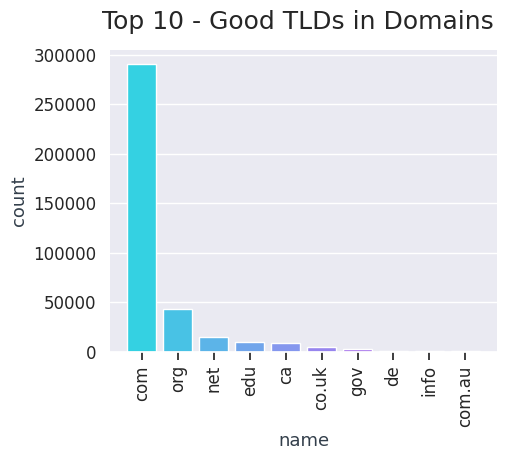 Top 10 - Good TLDs in Domains
300000
250000
200000
150000
100000
50000
0
count
com
org
net
edu
ca
co.uk
gov
de
info
com.au
name